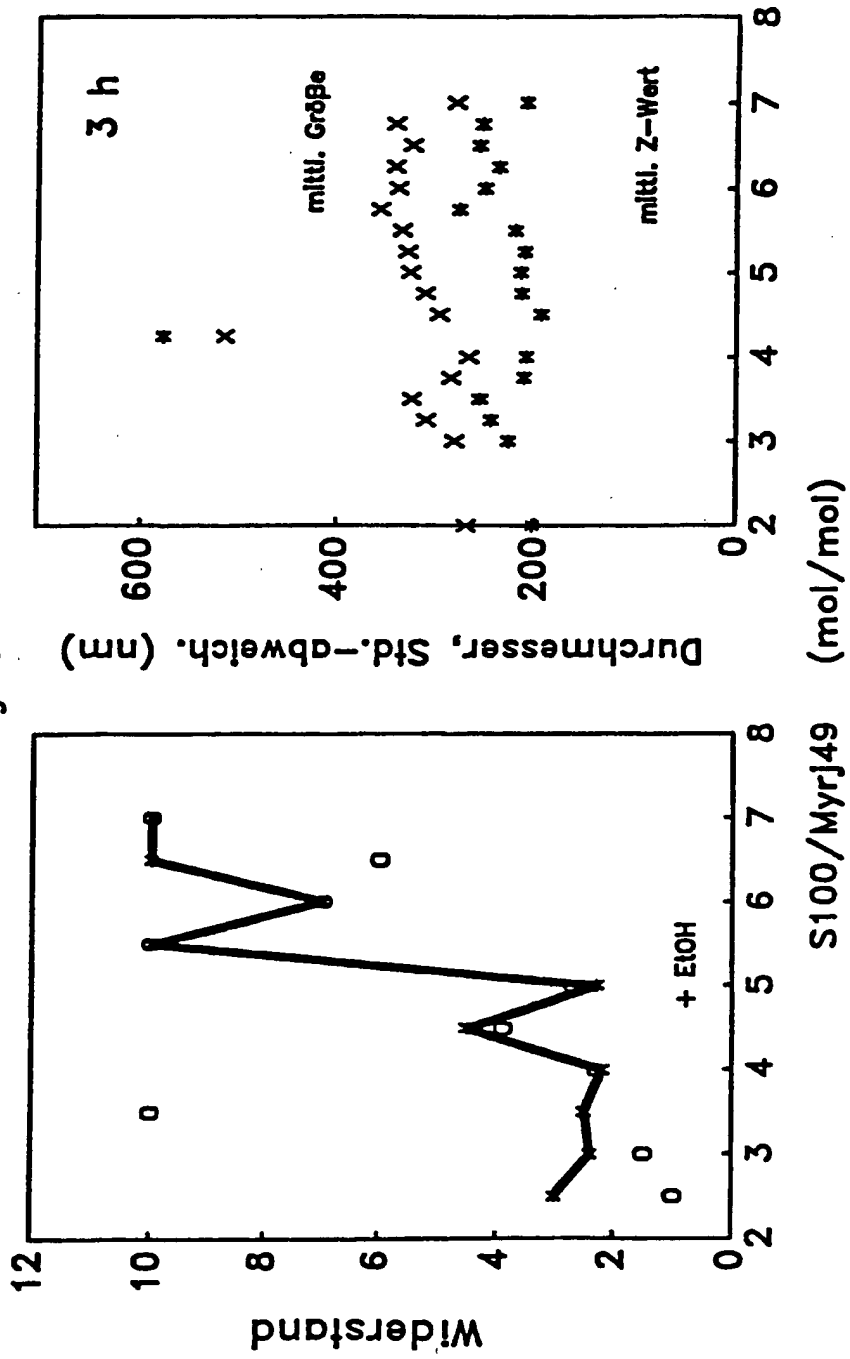 Widerstand
12
10
8
6
4
2
0
2 3 4 5 6 7 8
+ EtOH
Durchmesser, Std.-abweich. (nm)
600
400
200
0
2 3 4 5 6 7 8
3 h
mittl. Größe
mittl. Z-Wert
S100/Myrj49 (mol/mol)